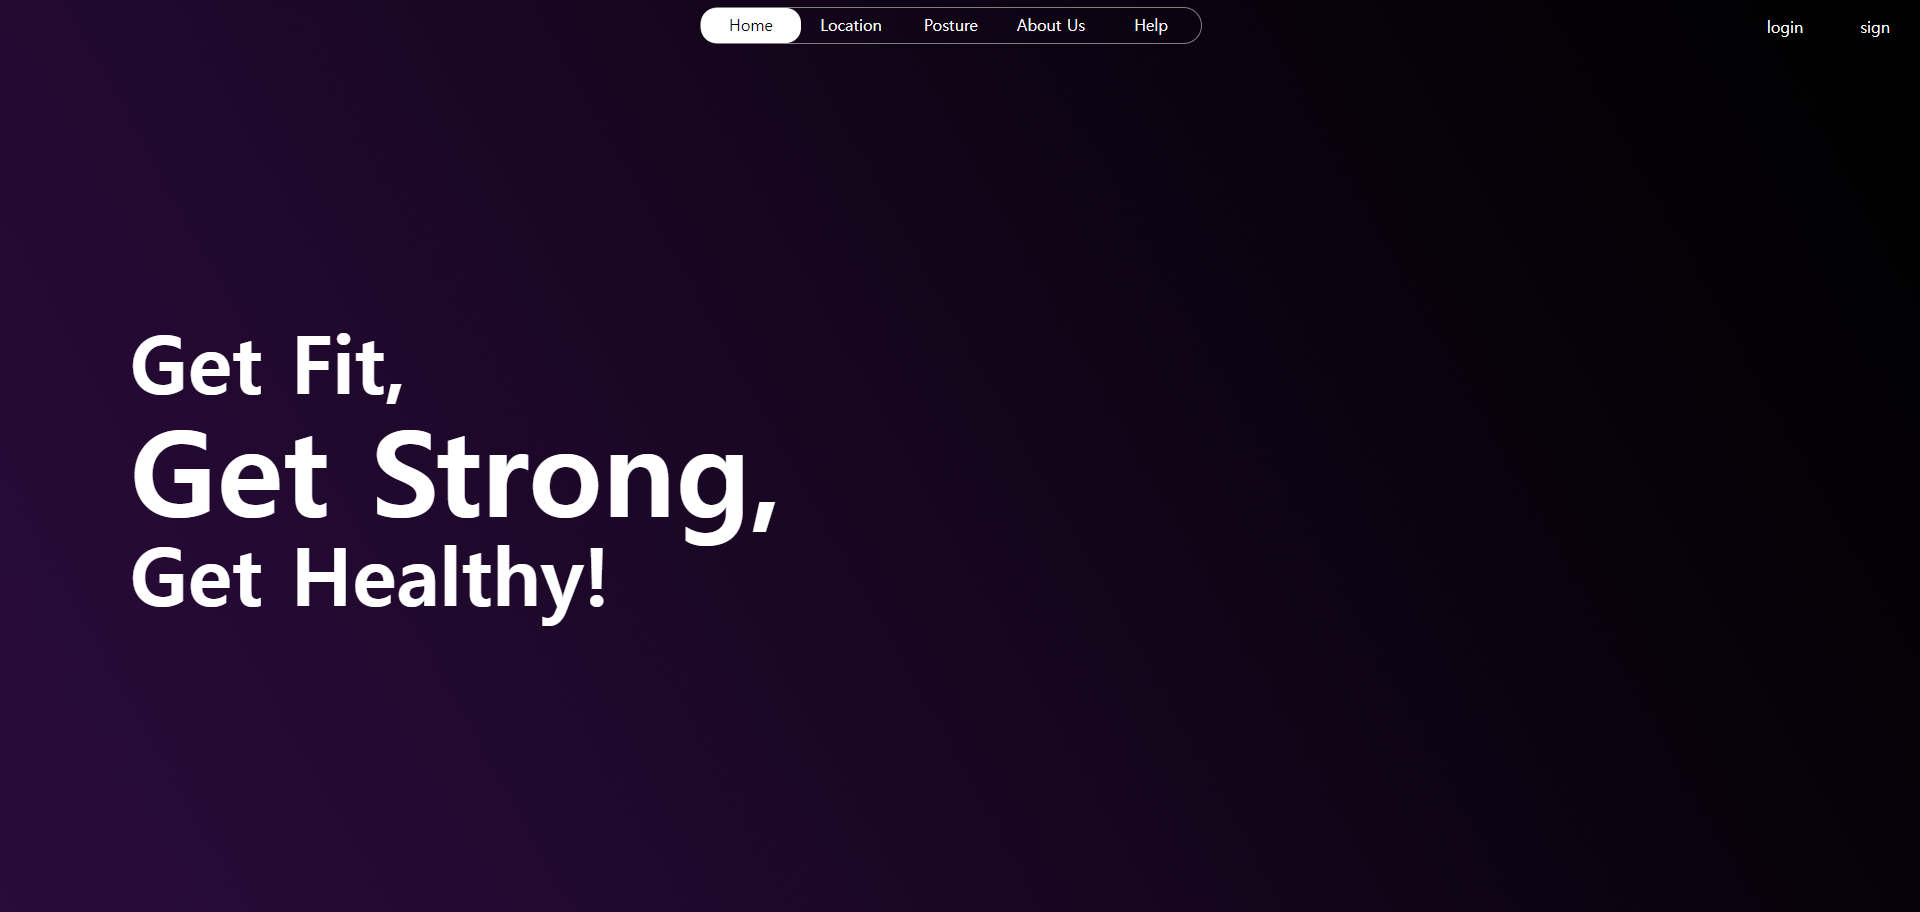 Home Location Posture About Us Help login sign
Get Fit,
Get Strong,
Get Healthy!